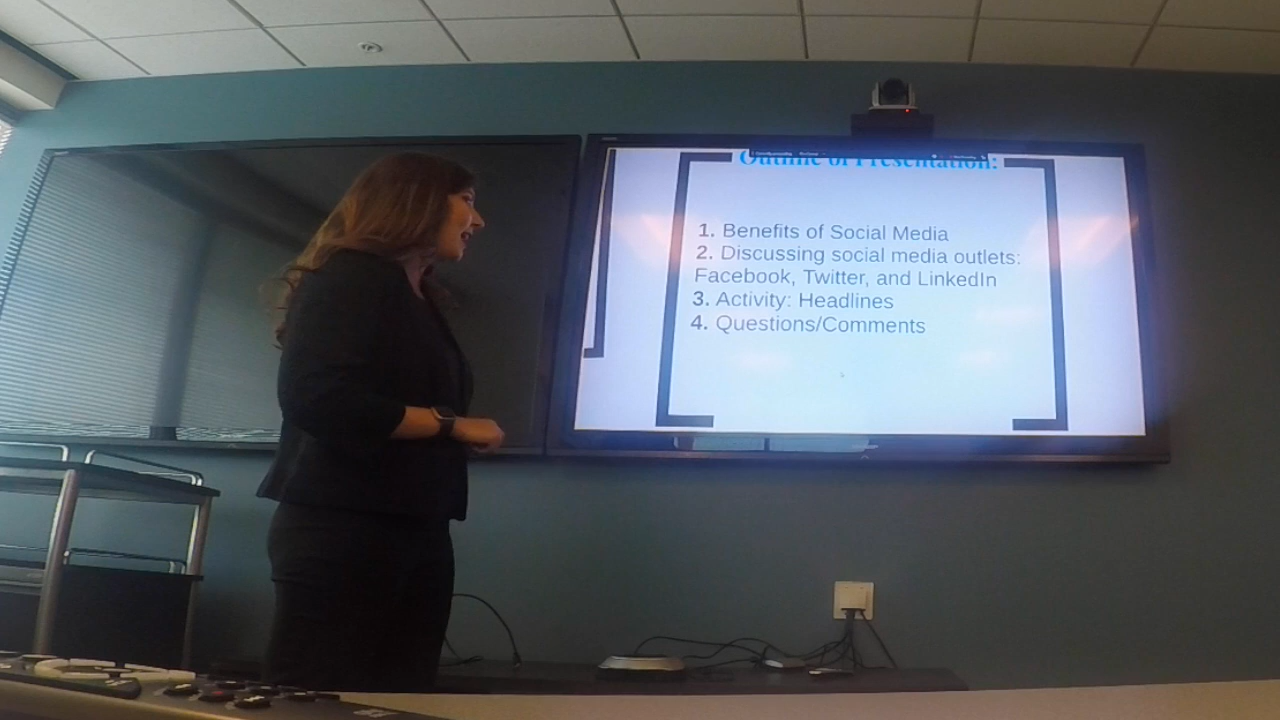 Outline of Presentation:
1. Benefits of Social Media
2. Discussing social media outlets:
Facebook, Twitter, and LinkedIn
3. Activity: Headlines
4. Questions/Comments